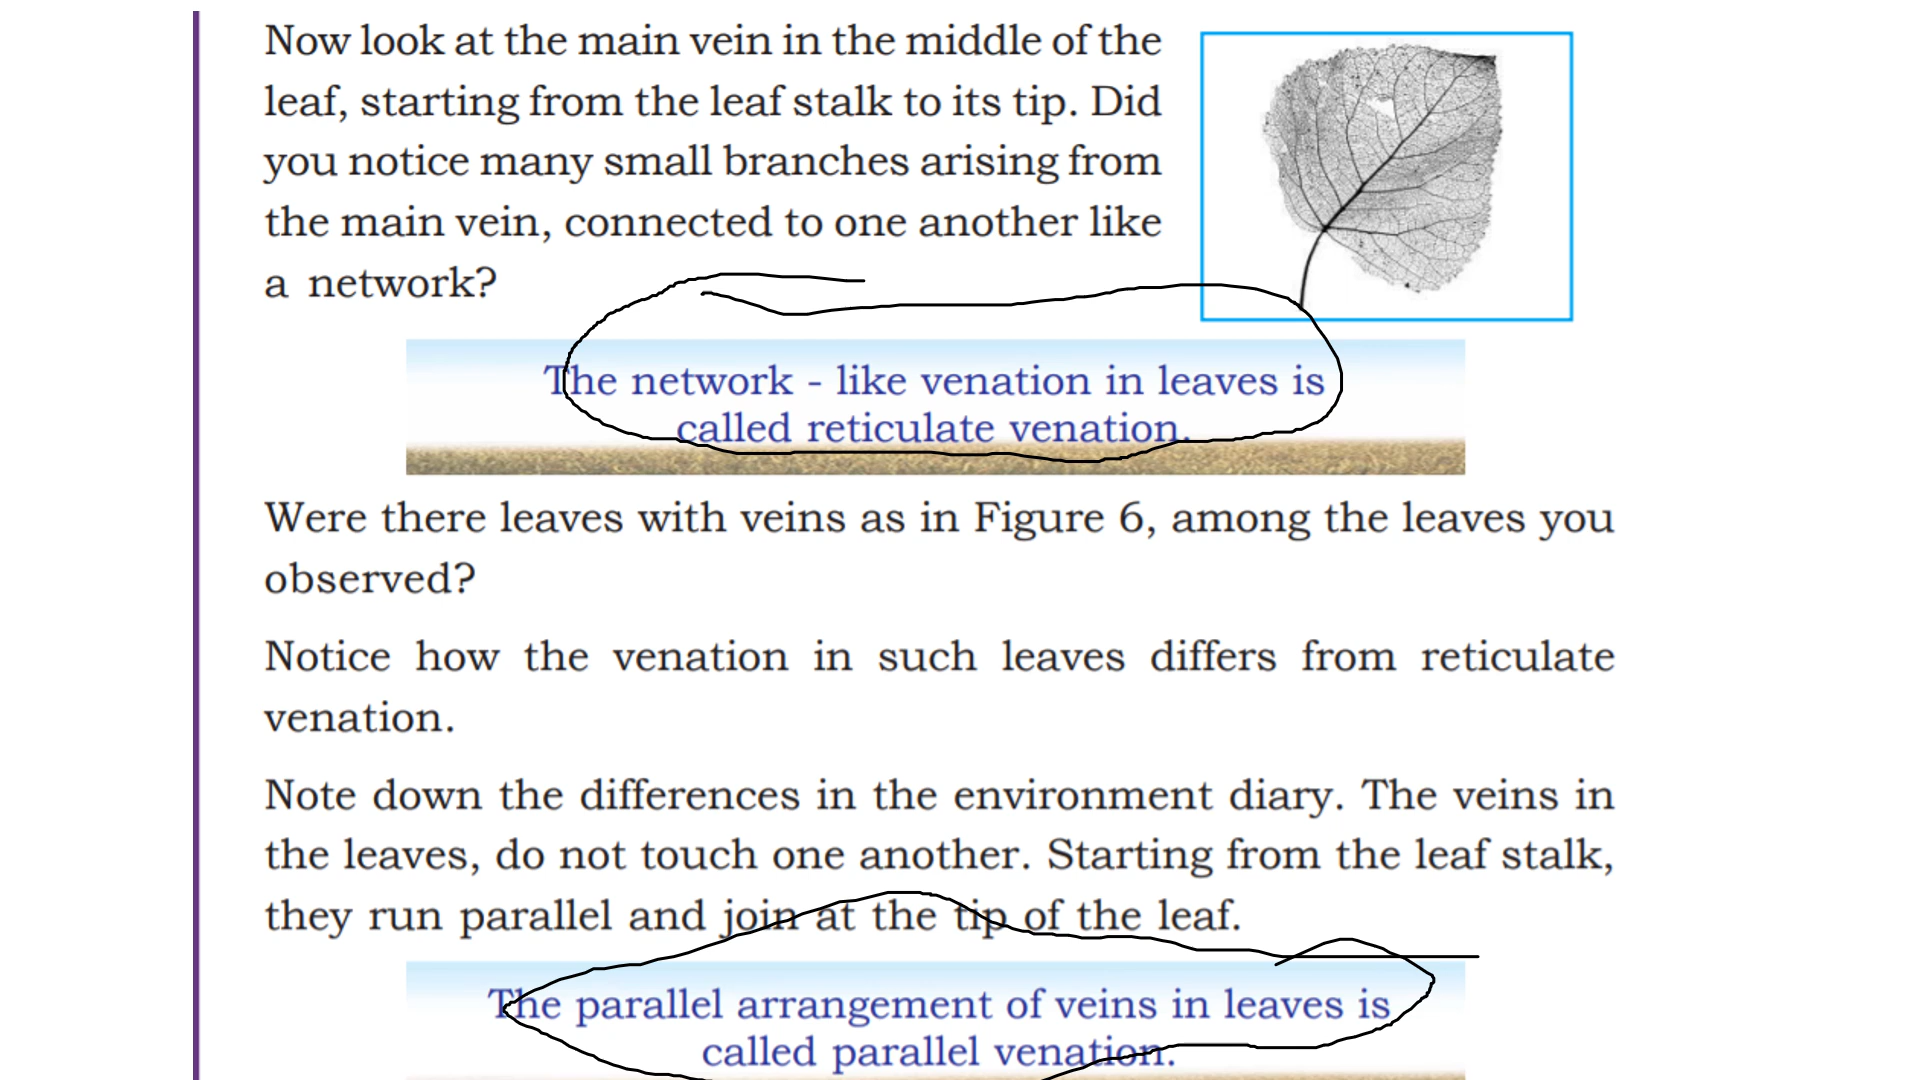 Now look at the main vein in the middle of the
leaf, starting from the leaf stalk to its tip. Did
you notice many small branches arising from
the main vein, connected to one another like
a network?
The network - like venation in leaves is
called reticulate venation.
Were there leaves with veins as in Figure 6, among the leaves you
observed?
Notice how the venation in such leaves differs from reticulate
venation.
Note down the differences in the environment diary. The veins in
the leaves, do not touch one another. Starting from the leaf stalk,
they run parallel and join at the tip of the leaf.
The parallel arrangement of veins in leaves is
called parallel venation.